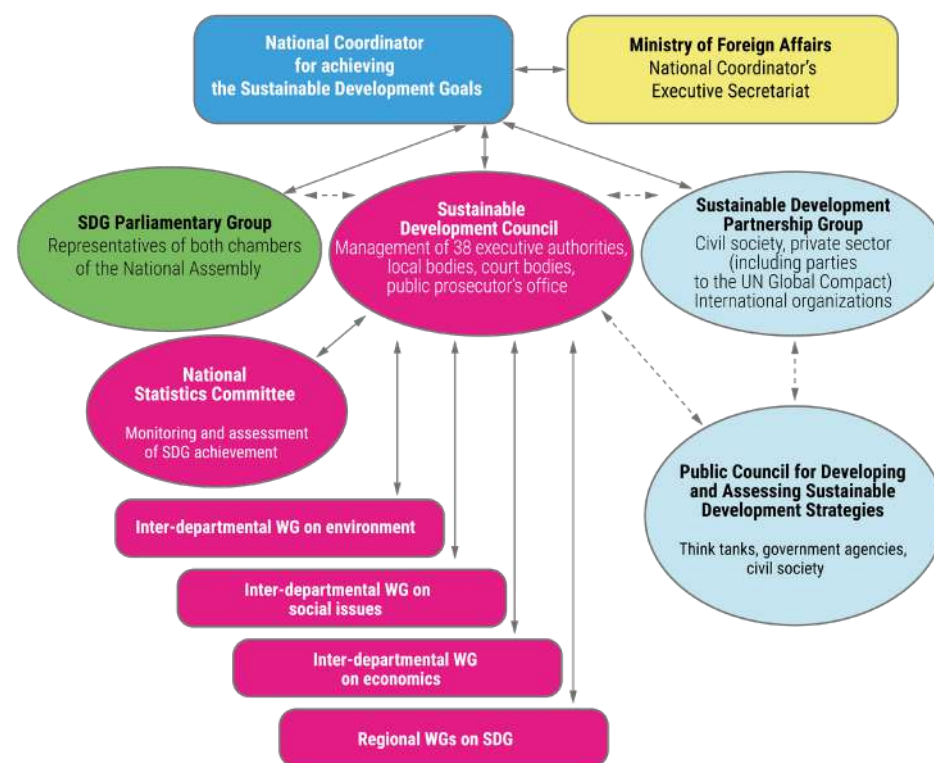 National Coordinator
for achieving
the Sustainable Development Goals
Ministry of Foreign Affairs
National Coordinator's
Executive Secretariat
SDG Parliamentary Group
Representatives of both chambers
of the National Assembly
Sustainable
Development Council
Management of 38 executive authorities,
local bodies, court bodies,
public prosecutor's office
Sustainable Development
Partnership Group
Civil society, private sector
(including parties
to the UN Global Compact)
International organizations
National
Statistics Committee
Monitoring and assessment
of SDG achievement
Public Council for Developing
and Assessing Sustainable
Development Strategies
Think tanks, government agencies,
civil society
Inter-departmental WG on environment
Inter-departmental WG on
social issues
Inter-departmental WG
on economics
Regional WGs on SDG